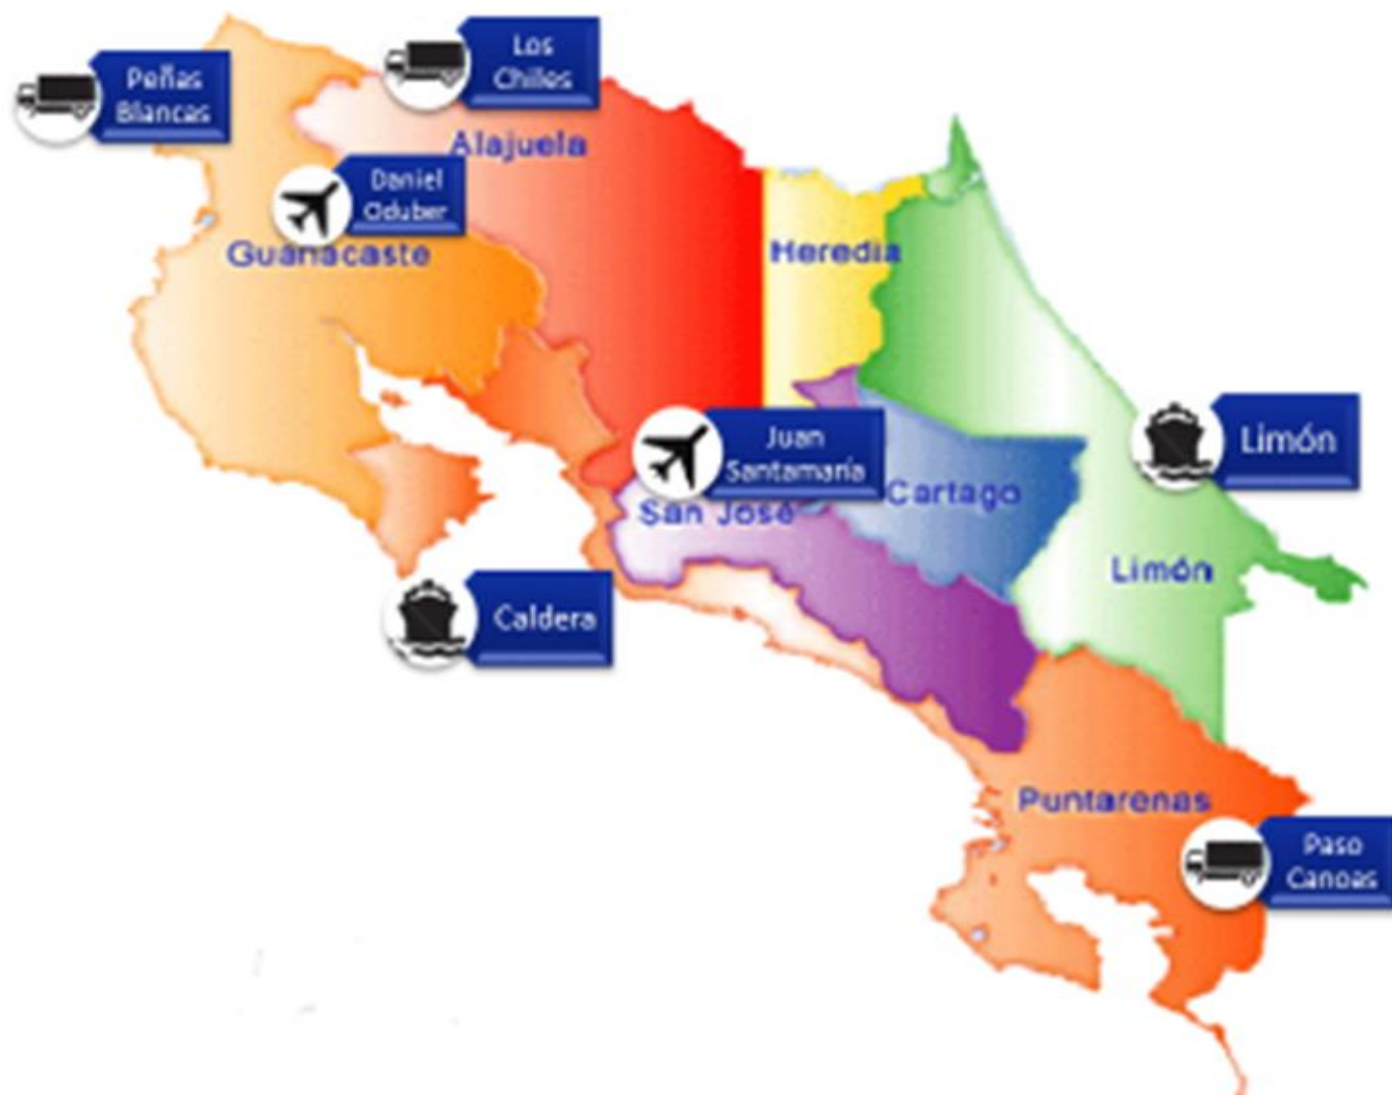 Los
Chiles
Peñas
Blancas
Alajuela
Daniel
Oduber
Guanacaste
Heredia
Juan
Santamaría
Limón
Cartago
San José
Limón
Caldera
Puntarenas
Paso
Canoas